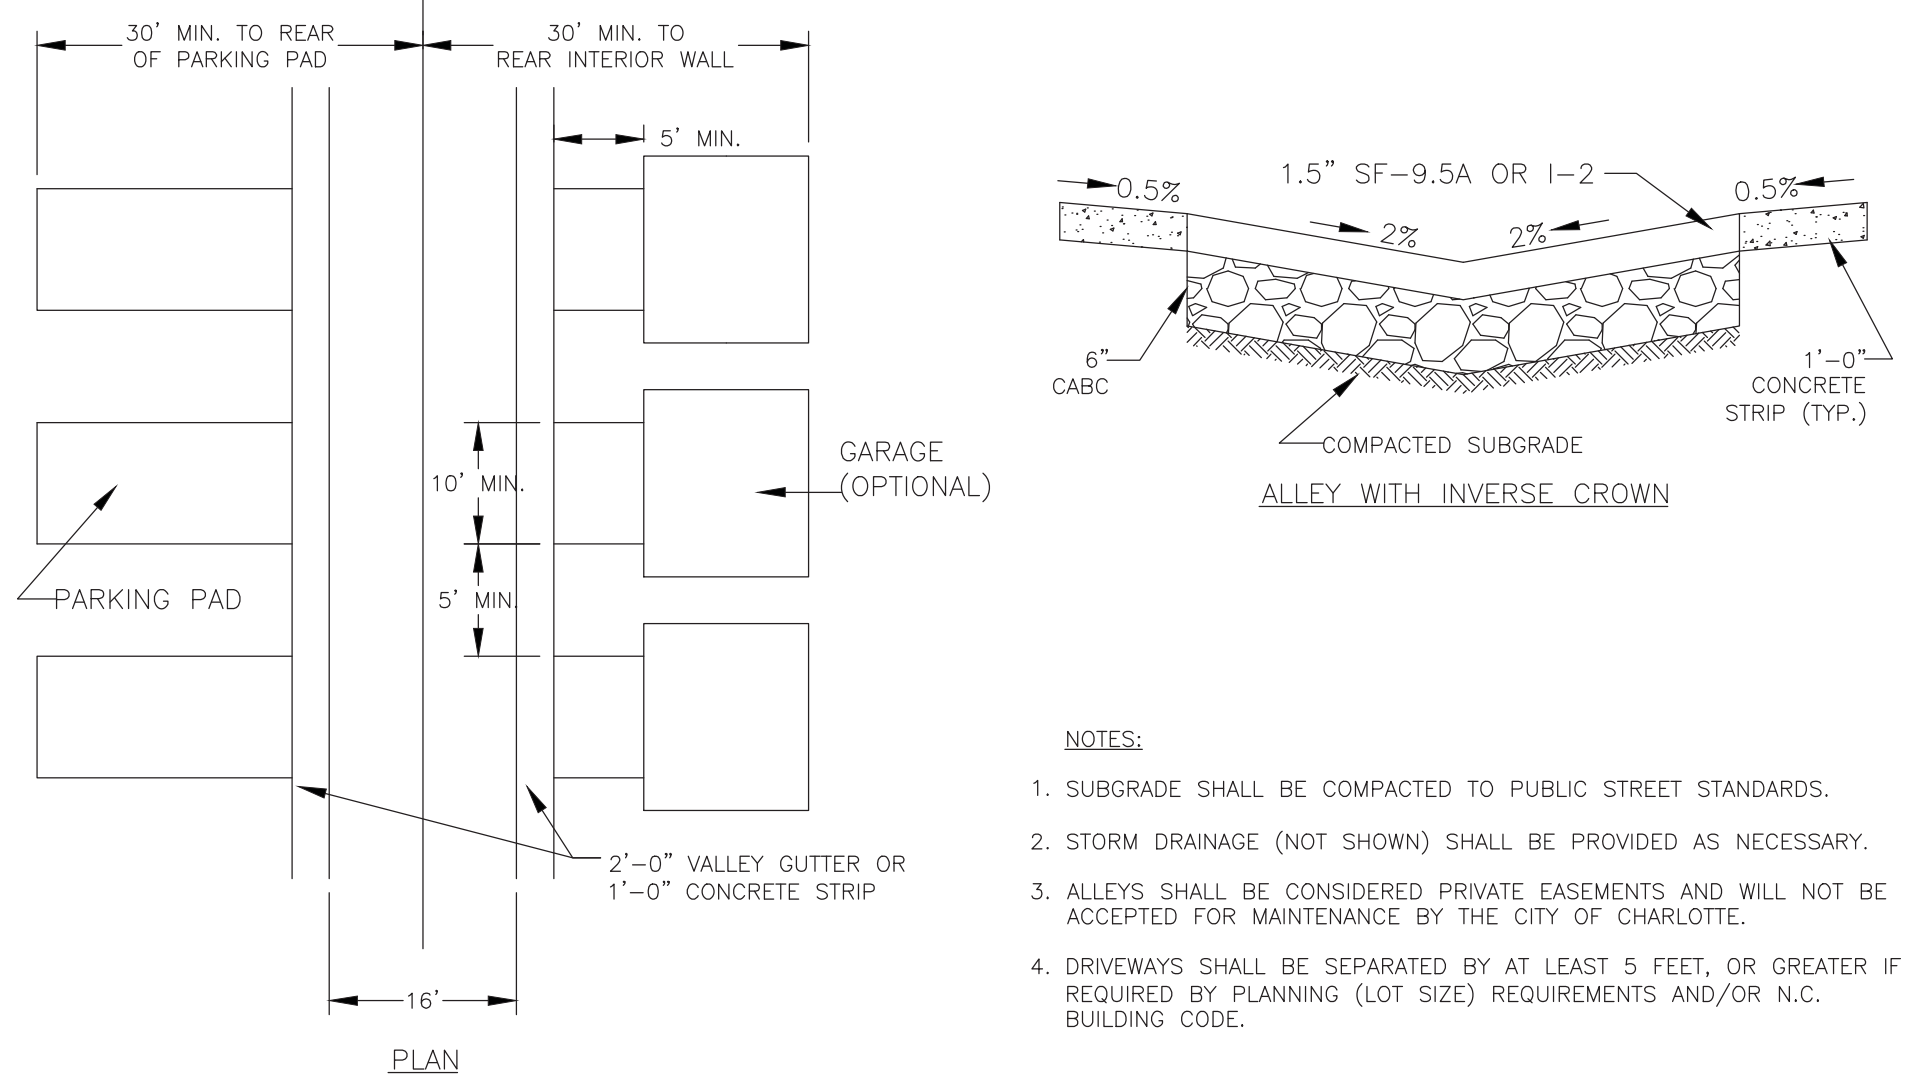 30' MIN. TO REAR
OF PARKING PAD
30' MIN. TO
REAR INTERIOR WALL
5' MIN.
10' MIN.
5' MIN.
GARAGE
(OPTIONAL)
PARKING PAD
2'-0" VALLEY GUTTER OR
1'-0" CONCRETE STRIP
16'
PLAN
1.5" SF-9.5A OR I-2
0.5%
0.5%
2%
2%
6"
CABC
1'-0"
CONCRETE
STRIP (TYP.)
COMPACTED SUBGRADE
ALLEY WITH INVERSE CROWN
NOTES:
1. SUBGRADE SHALL BE COMPACTED TO PUBLIC STREET STANDARDS.
2. STORM DRAINAGE (NOT SHOWN) SHALL BE PROVIDED AS NECESSARY.
3. ALLEYS SHALL BE CONSIDERED PRIVATE EASEMENTS AND WILL NOT BE
ACCEPTED FOR MAINTENANCE BY THE CITY OF CHARLOTTE.
4. DRIVEWAYS SHALL BE SEPARATED BY AT LEAST 5 FEET, OR GREATER IF
REQUIRED BY PLANNING (LOT SIZE) REQUIREMENTS AND/OR N.C.
BUILDING CODE.